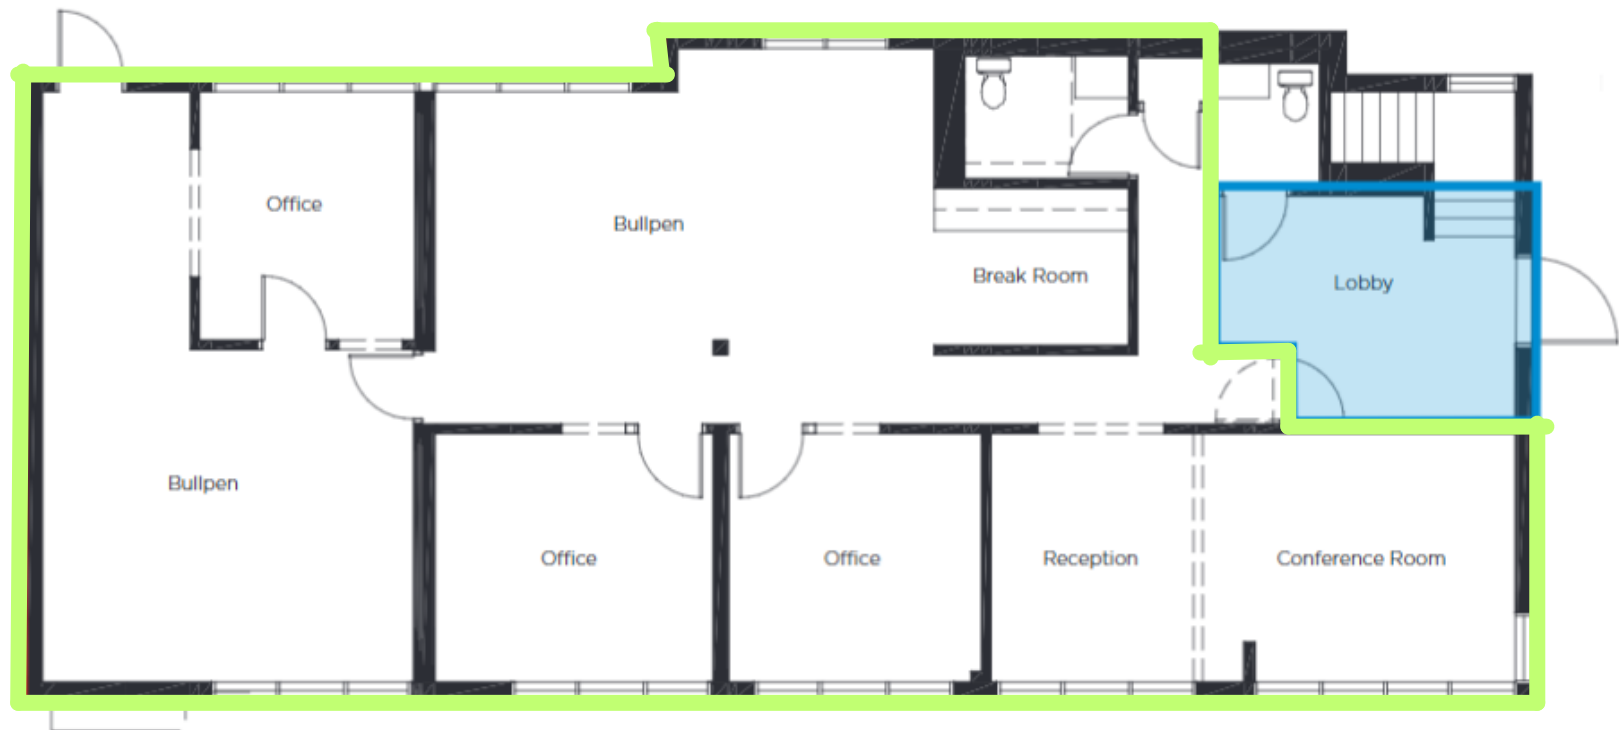 Office
Bullpen
Break Room
Lobby
Bullpen
Office
Office
Reception
Conference Room